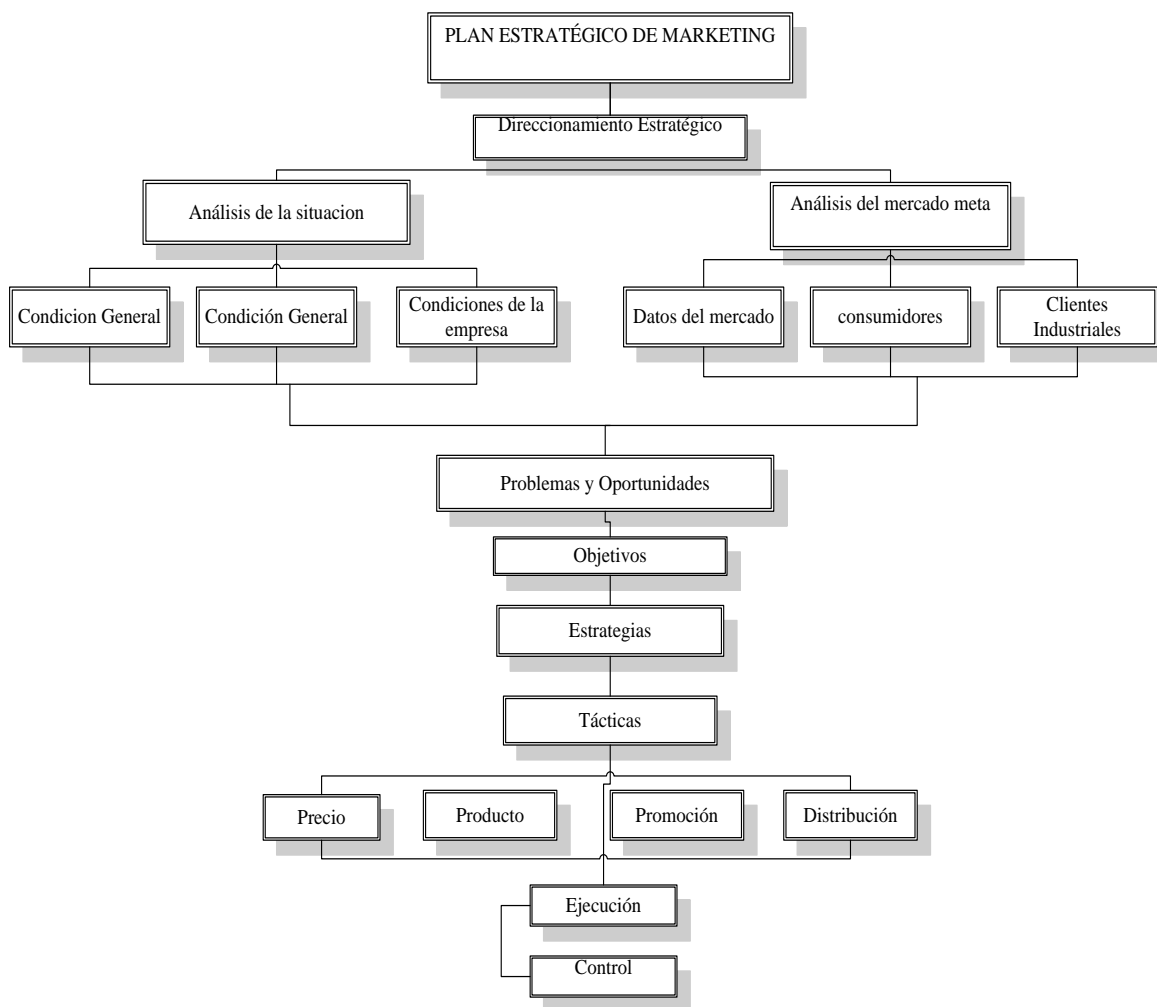 PLAN ESTRATÉGICO DE MARKETING
Direccionamiento Estratégico
Análisis de la situacion
Análisis del mercado meta
Condicion General
Condición General
Condiciones de la
empresa
Datos del mercado
consumidores
Clientes
Industriales
Problemas y Oportunidades
Objetivos
Estrategias
Tácticas
Precio
Producto
Promoción
Distribución
Ejecución
Control